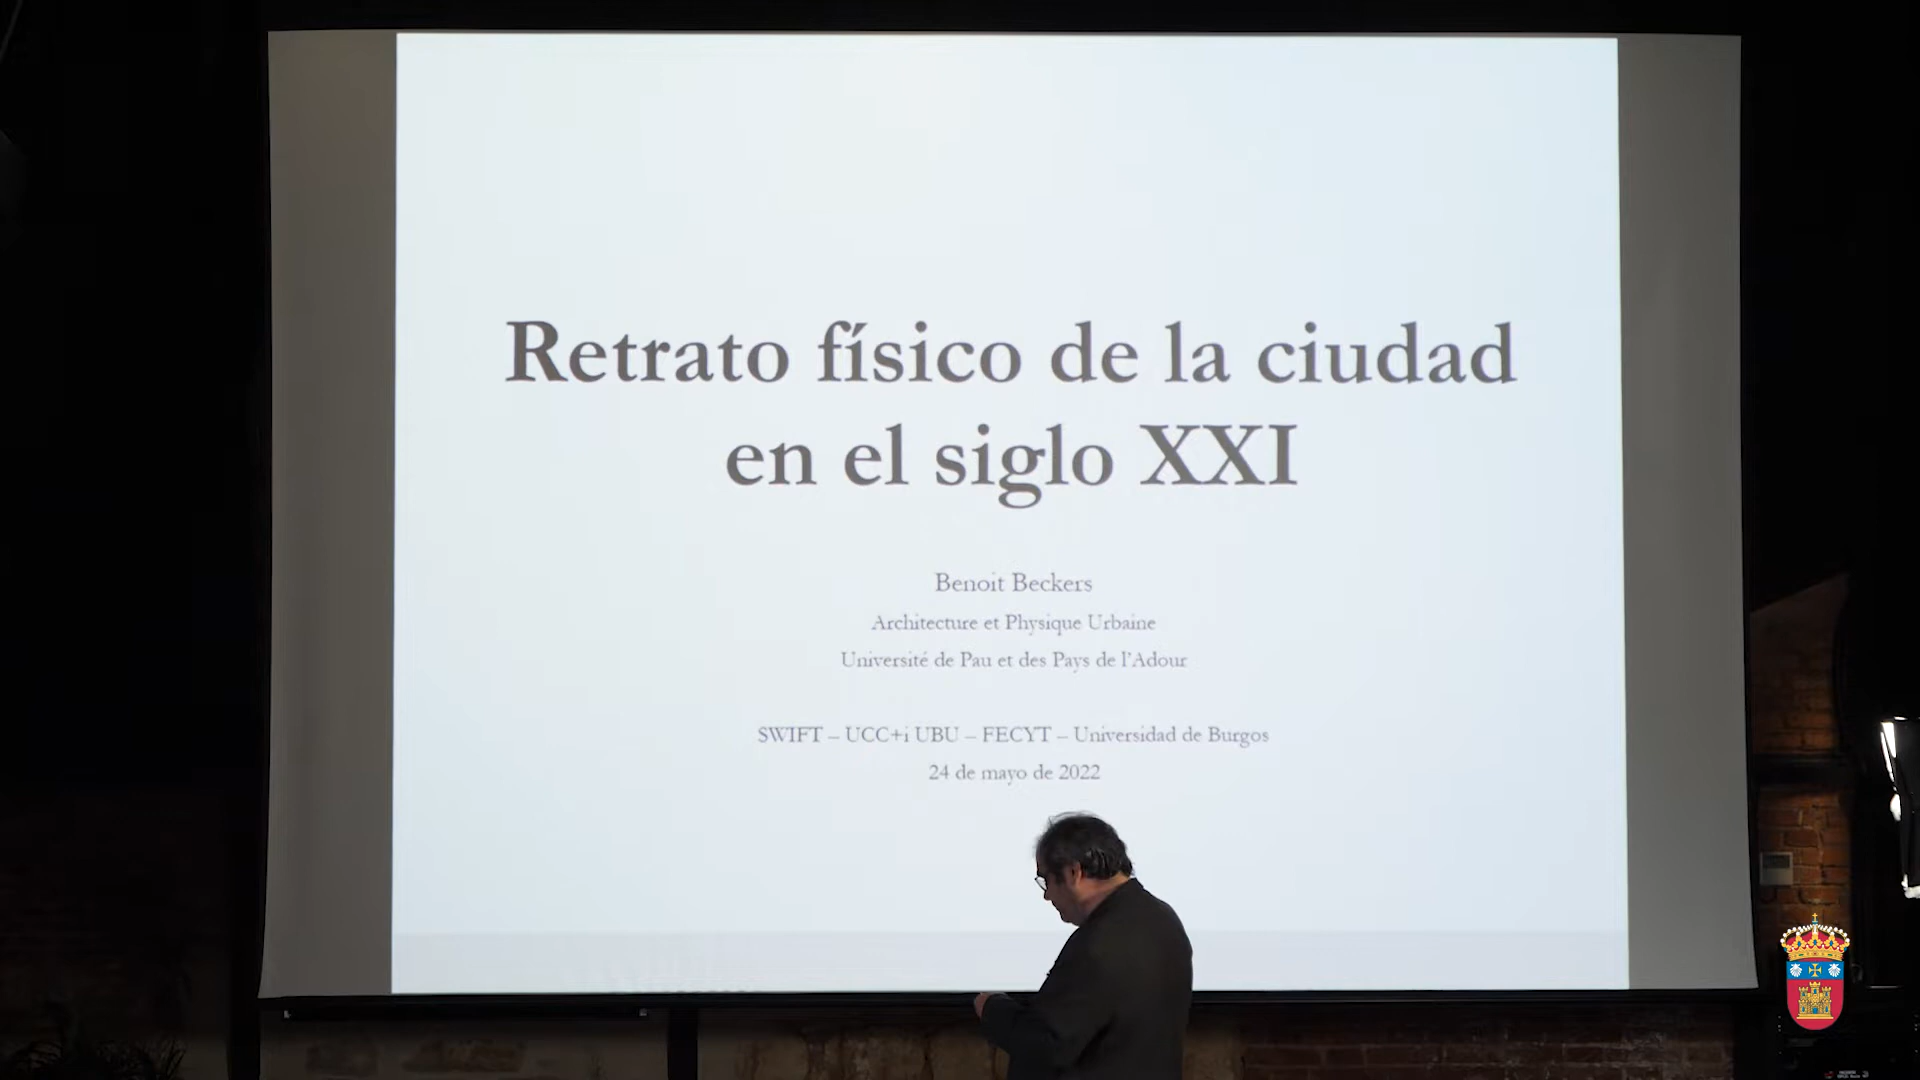 Retrato físico de la ciudad
en el siglo XXI
Benoit Beckers
Architecture et Physique Urbaine
Université de Pau et des Pays de l'Adour
SWIFT – UCC+i UBU – FECYT – Universidad de Burgos
24 de mayo de 2022